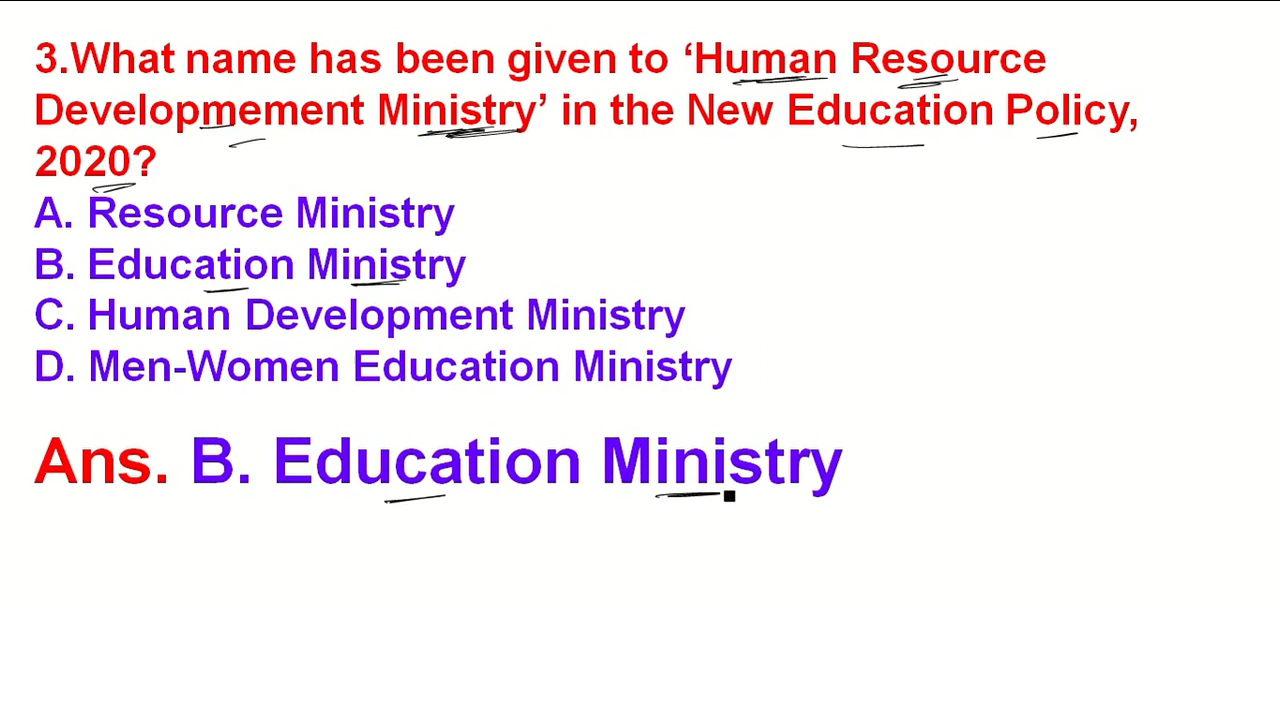 3.What name has been given to ‘Human Resource
Developmement Ministry’ in the New Education Policy,
2020?
A. Resource Ministry
B. Education Ministry
C. Human Development Ministry
D. Men-Women Education Ministry
Ans. B. Education Ministry